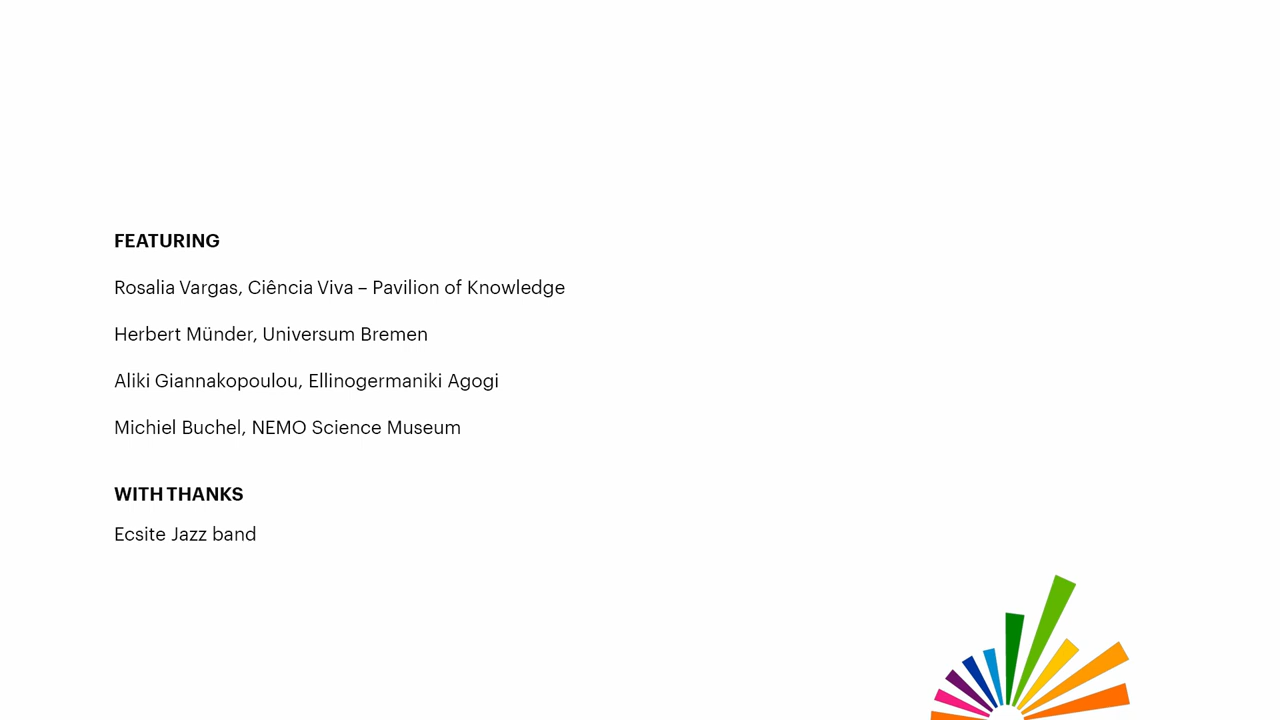 FEATURING
Rosalia Vargas, Ciência Viva – Pavilion of Knowledge
Herbert Münder, Universum Bremen
Aliki Giannakopoulou, Ellinogermaniki Agogi
Michiel Buchel, NEMO Science Museum
WITH THANKS
Ecsite Jazz band